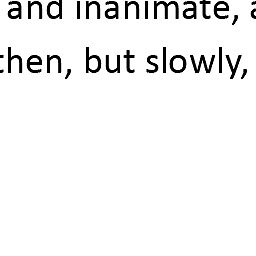 and inanimate,
then, but slowly,